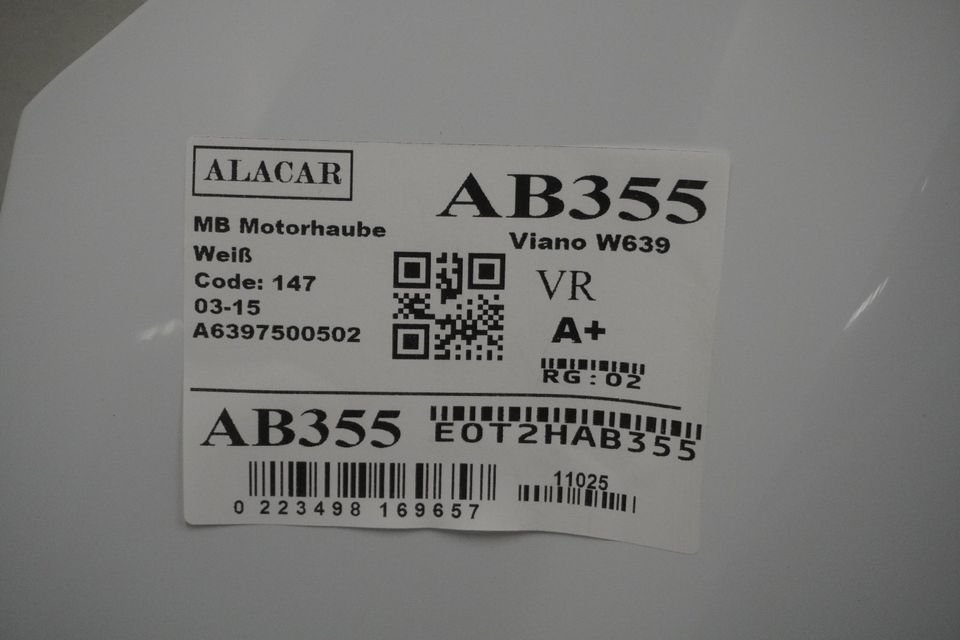 ALACAR
AB355
MB Motorhaube
Weiß
Code: 147
03-15
A6397500502
Viano W639
VR
A+
RG:02
AB355
E0T2HAB355
0 223498 169657
11025